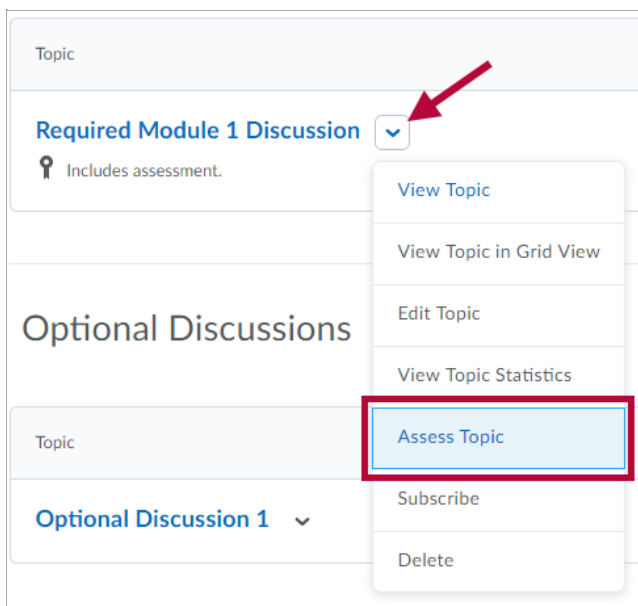 Topic
Required Module 1 Discussion
Includes assessment.
View Topic
View Topic in Grid View
Edit Topic
View Topic Statistics
Assess Topic
Subscribe
Delete
Optional Discussions
Topic
Optional Discussion 1